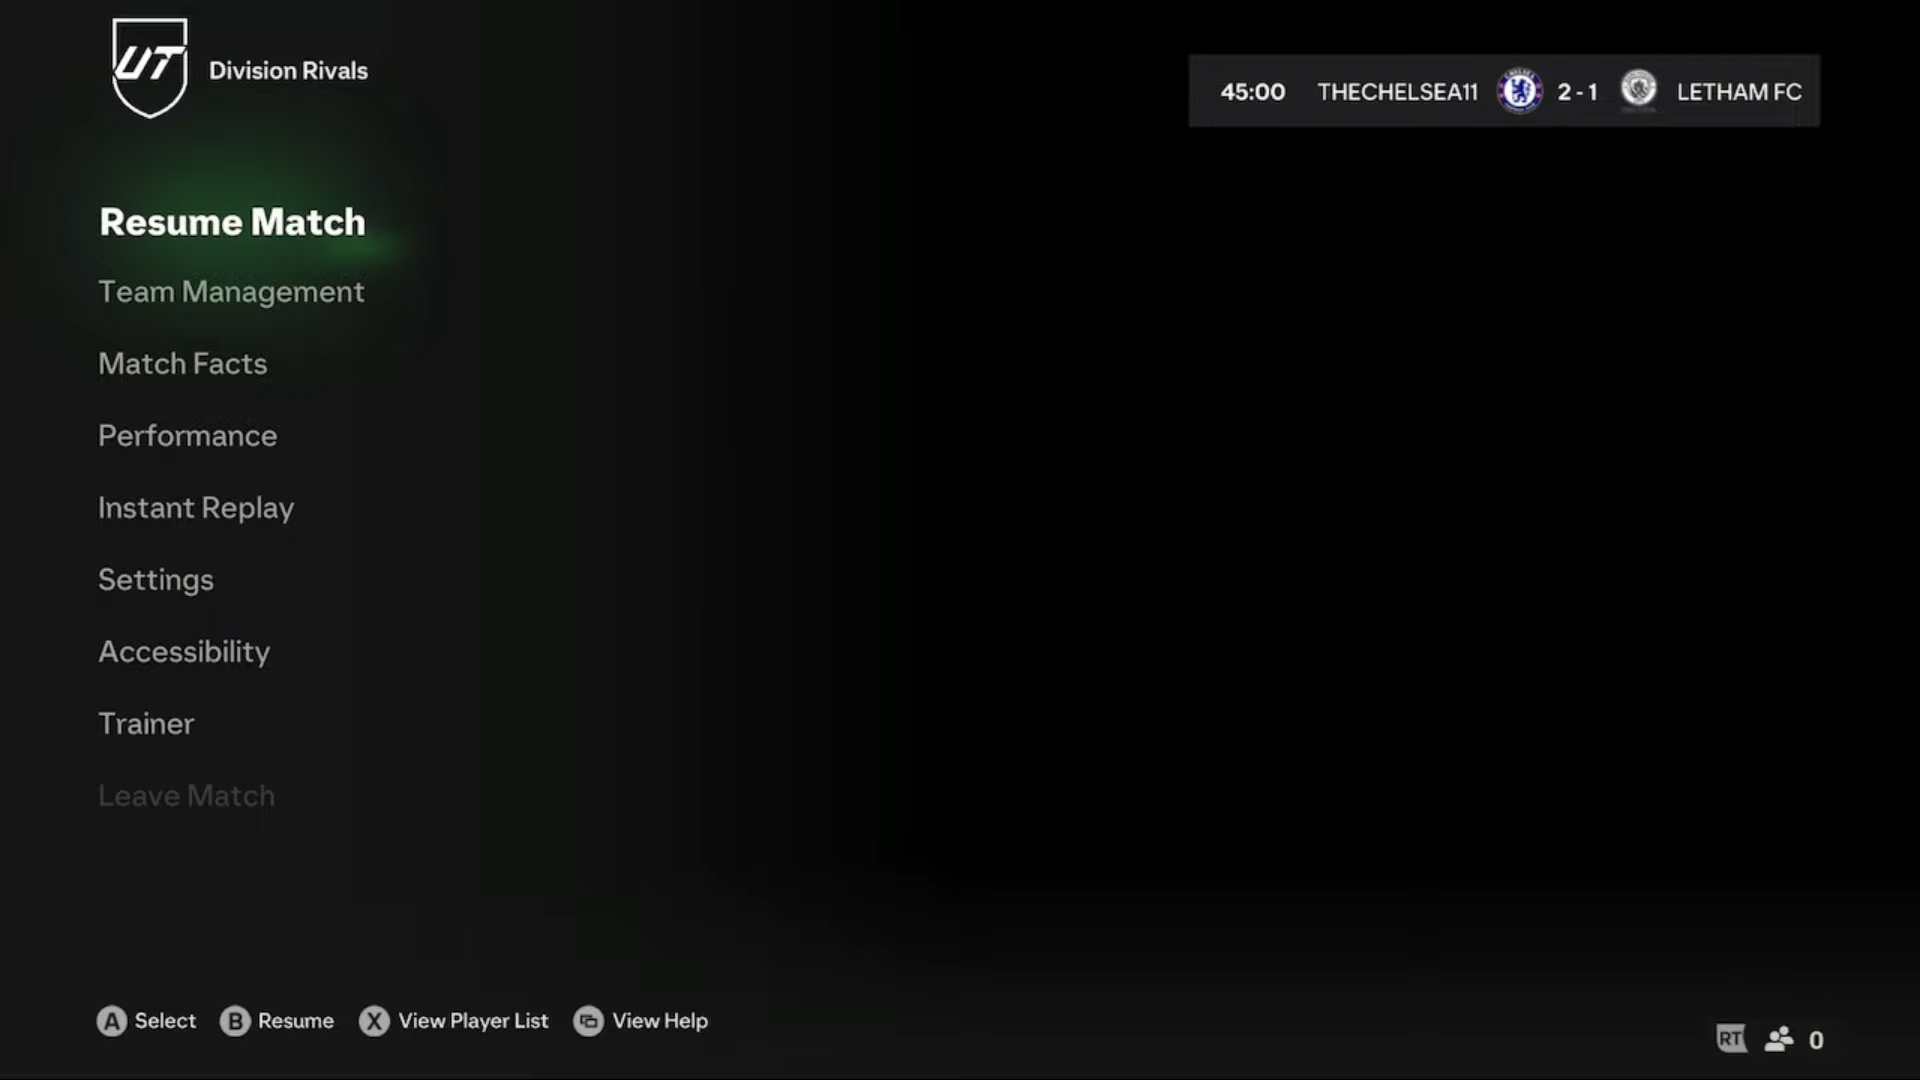 UT Division Rivals
45:00 THECHELSEA11 2 - 1 LETHAM FC
Resume Match
Team Management
Match Facts
Performance
Instant Replay
Settings
Accessibility
Trainer
Leave Match
A Select B Resume X View Player List View Help
RT 0